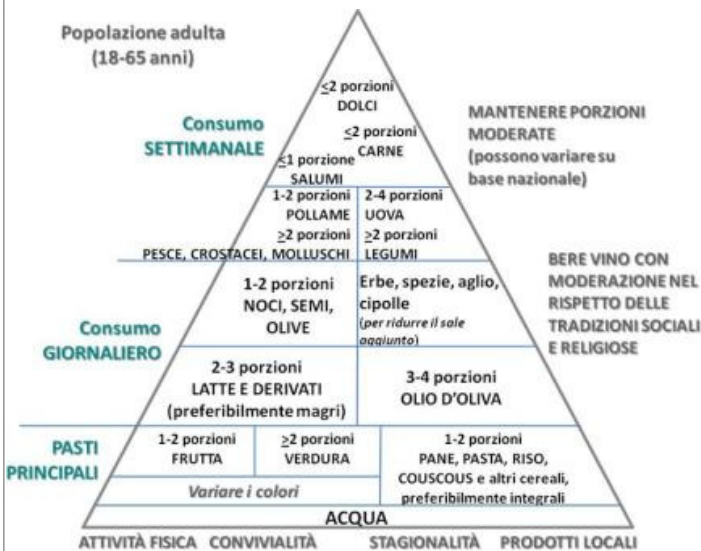 Popolazione adulta
(18-65 anni)
≤2 porzioni
DOLCI
Consumo
SETTIMANALE
≤2 porzioni
CARNE
≤1 porzione
SALUMI
MANTENERE PORZIONI
MODERATE
(possono variare su
base nazionale)
1-2 porzioni
POLLAME
≥2 porzioni
PESCE, CROSTACEI, MOLLUSCHI
2-4 porzioni
UOVA
≥2 porzioni
LEGUMI
BERE VINO CON
MODERAZIONE NEL
RISPETTO DELLE
TRADIZIONI SOCIALI
E RELIGIOSE
Consumo
GIORNALIERO
1-2 porzioni
NOCI, SEMI,
OLIVE
Erbe, spezie, aglio,
cipolle
(per ridurre il sale
aggiunto)
2-3 porzioni
LATTE E DERIVATI
(preferibilmente magri)
3-4 porzioni
OLIO D'OLIVA
PASTI
PRINCIPALI
1-2 porzioni
FRUTTA
≥2 porzioni
VERDURA
Variare i colori
1-2 porzioni
PANE, PASTA, RISO,
COUSCOUS e altri cereali,
preferibilmente integrali
ACQUA
ATTIVITÀ FISICA CONVIVIALITÀ STAGIONALITÀ PRODOTTI LOCALI